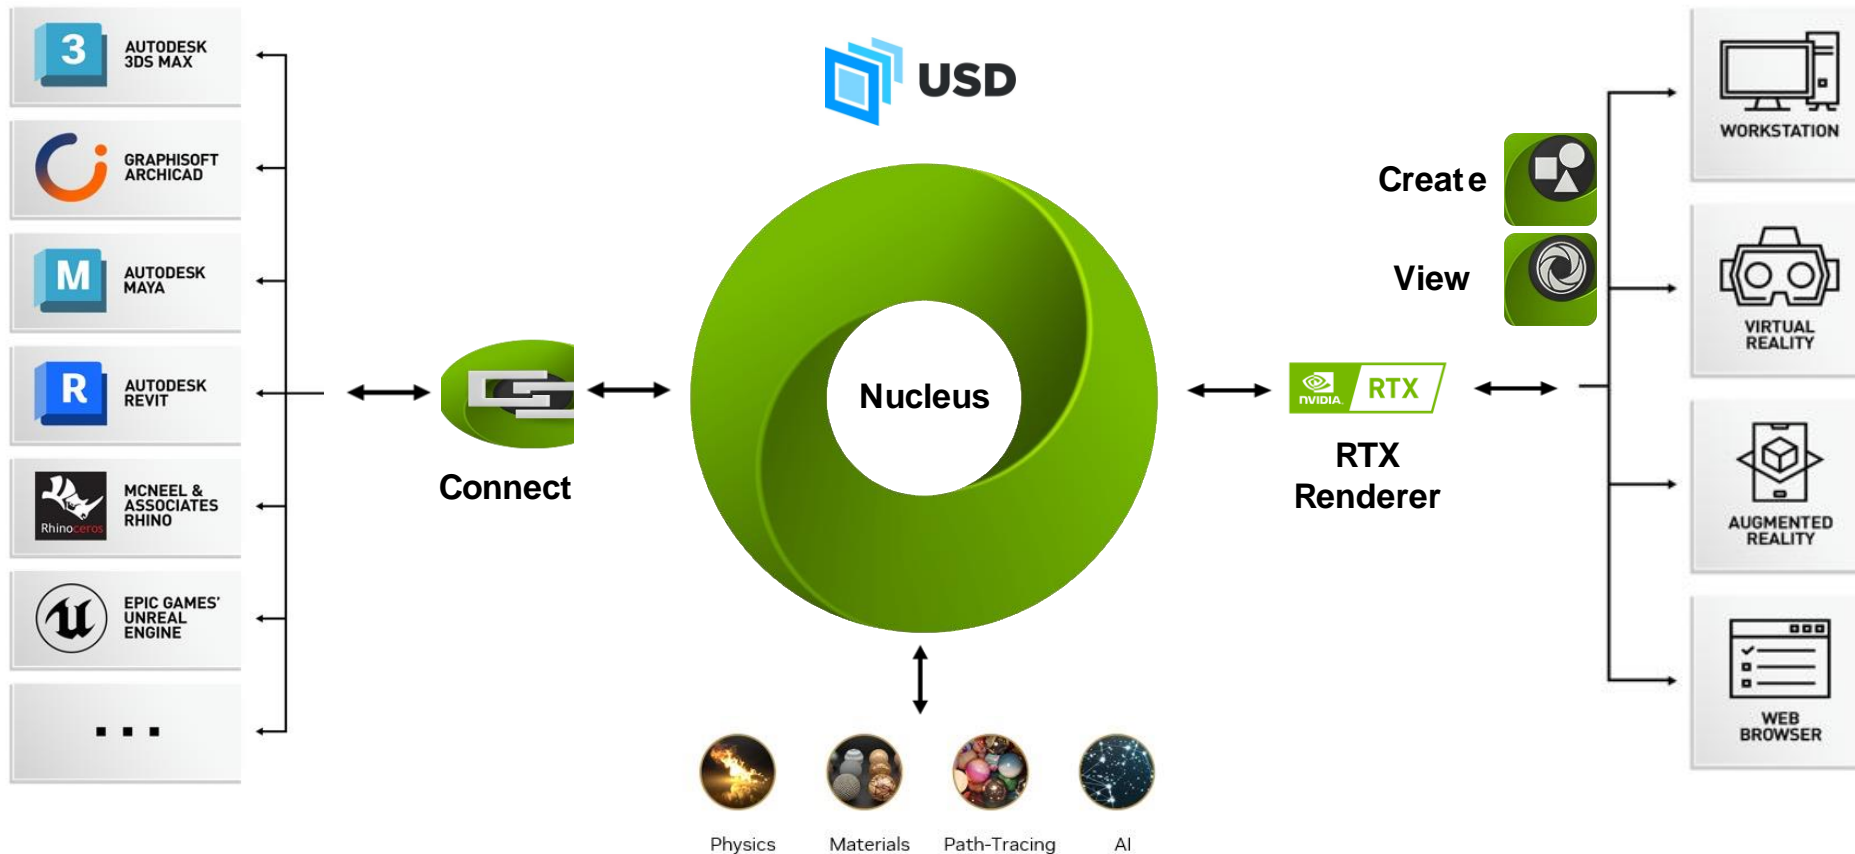 3
AUTODESK
3DS MAX
GRAPHISOFT
ARCHICAD
M
AUTODESK
MAYA
R
AUTODESK
REVIT
Rhinoceros
MCNEEL &
ASSOCIATES
RHINO
EPIC GAMES'
UNREAL
ENGINE
...
Connect
USD
Nucleus
Physics
Materials
Path-Tracing
AI
Create
View
NVIDIA.
RTX
RTX
Renderer
WORKSTATION
VIRTUAL
REALITY
AUGMENTED
REALITY
WEB
BROWSER